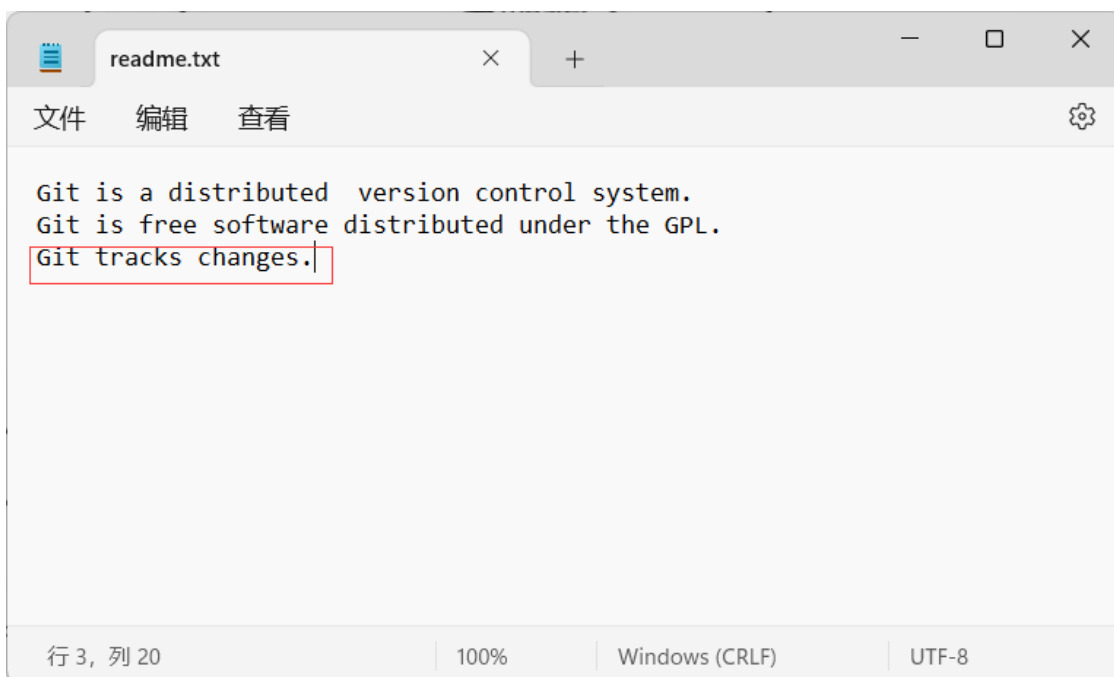 readme.txt
文件 编辑 查看
Git is a distributed  version control system.
Git is free software distributed under the GPL.
Git tracks changes.
行 3，列 20 100% Windows (CRLF) UTF-8